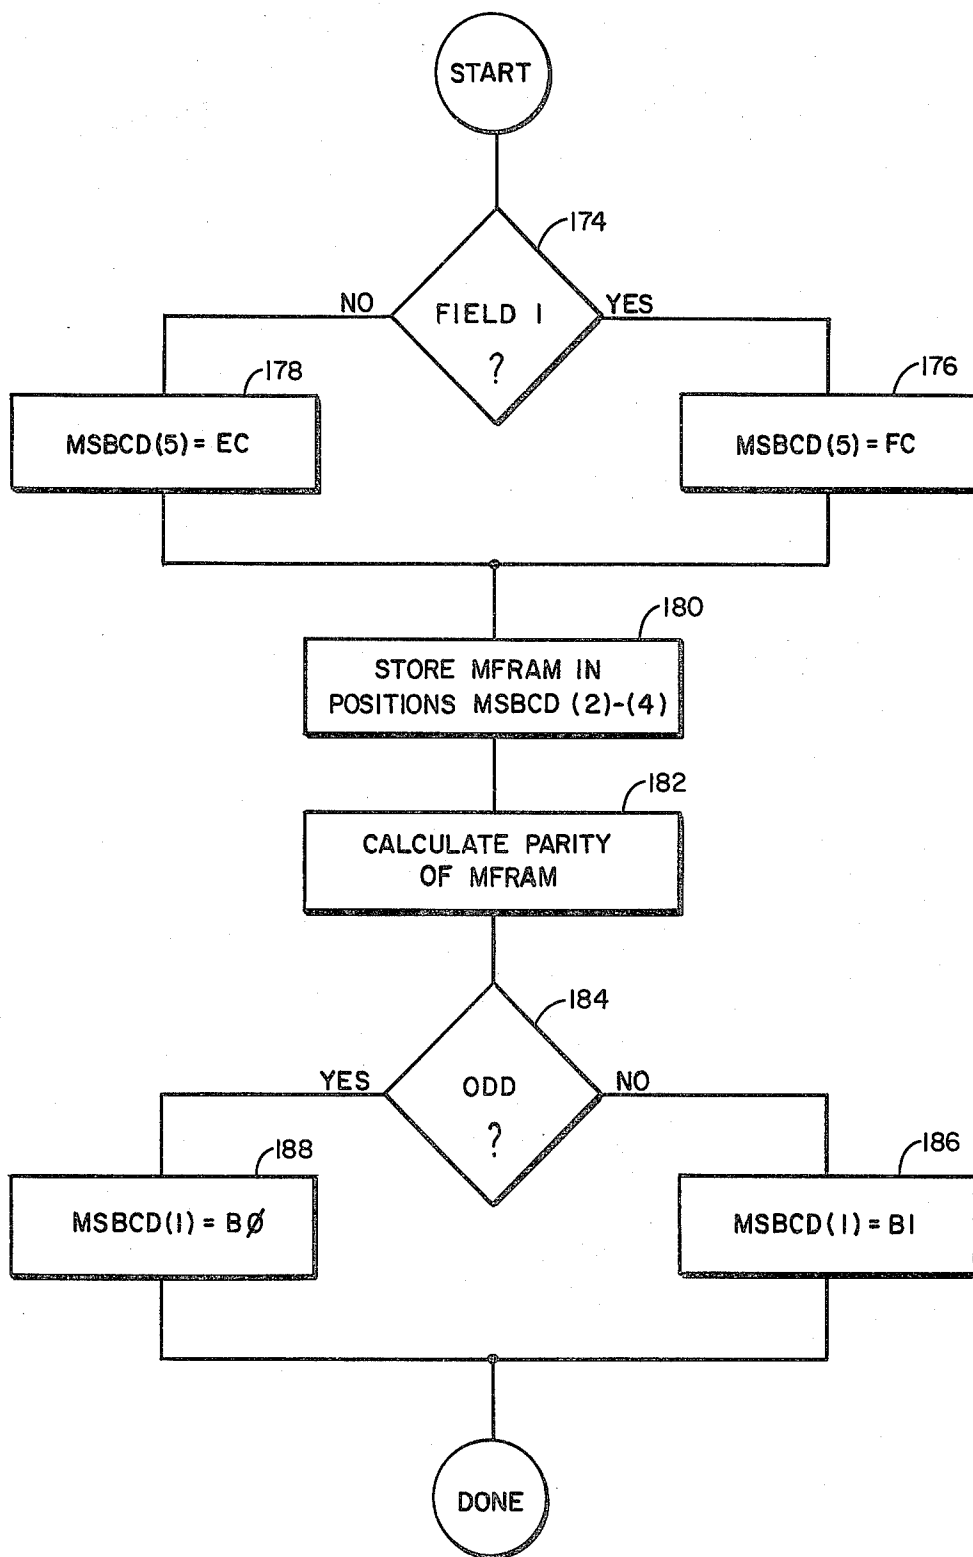 START
174
NO
FIELD 1
?
YES
178
176
MSBCD(5) = EC
MSBCD(5) = FC
180
STORE MFRAM IN
POSITIONS MSBCD (2)-(4)
182
CALCULATE PARITY
OF MFRAM
184
YES
ODD
?
NO
188
186
MSBCD(1) = BØ
MSBCD(1) = B1
DONE